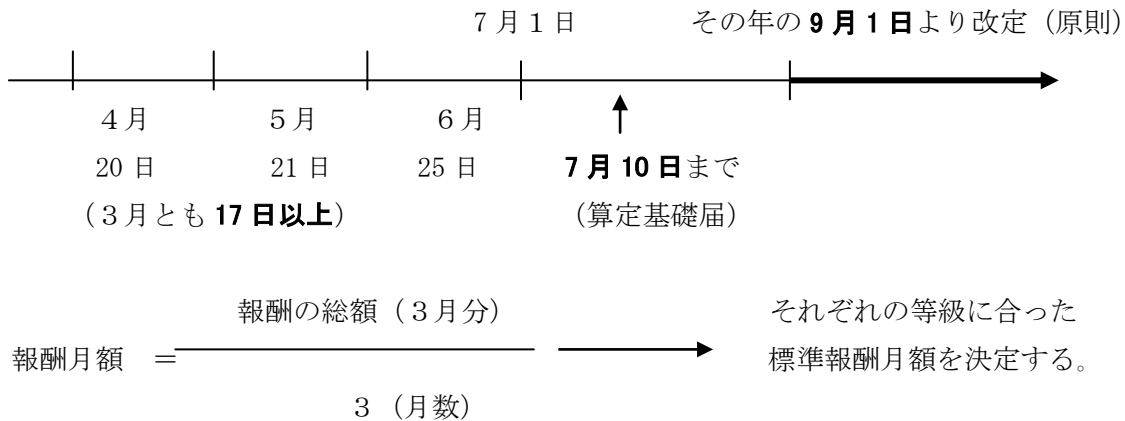 ７月１日 その年の９月１日より改定（原則）
４月 ５月 ６月
20日 21日 25日 ７月10日まで
（３月とも17日以上） （算定基礎届）
報酬の総額（３月分） それぞれの等級に合った
報酬月額 ＝ 標準報酬月額を決定する。
３（月数）